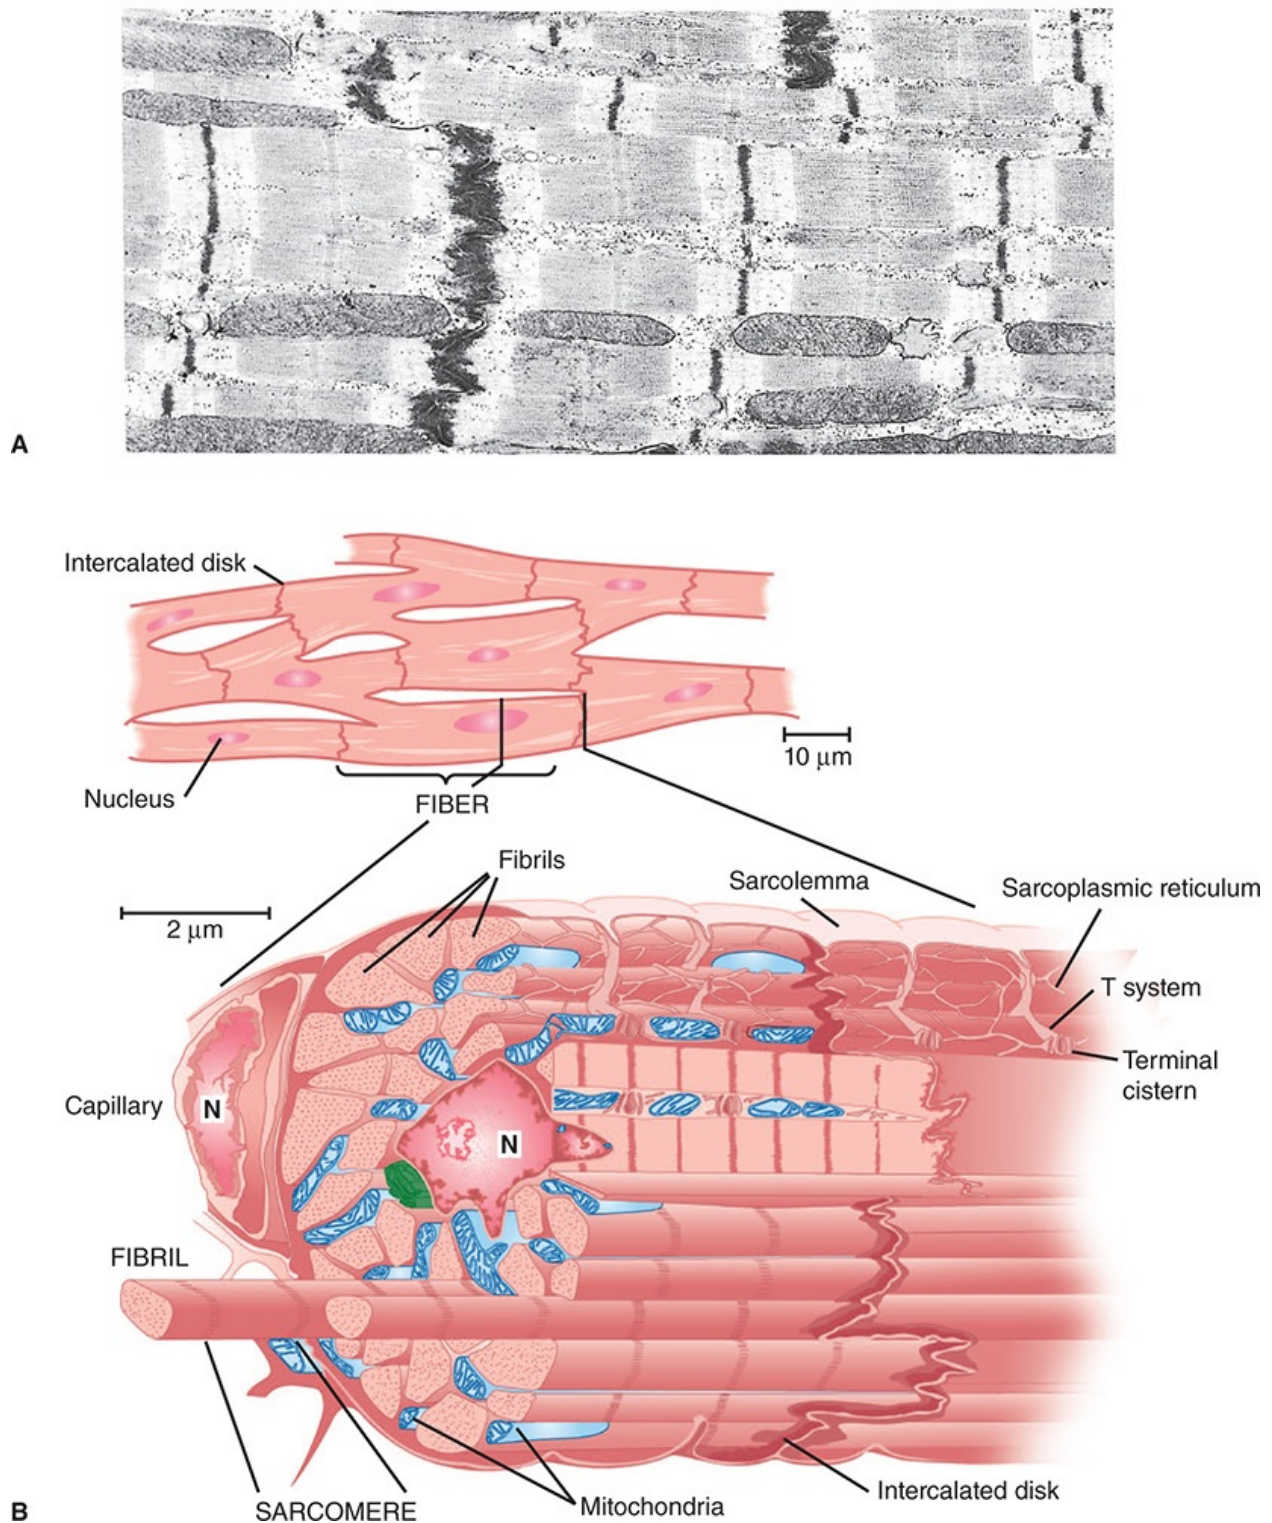 A
Intercalated disk
10 μm
Nucleus
FIBER
Fibrils
Sarcolemma
Sarcoplasmic reticulum
2 μm
T system
Terminal
cistern
Capillary
N
N
FIBRIL
Intercalated disk
SARCOMERE
Mitochondria
B